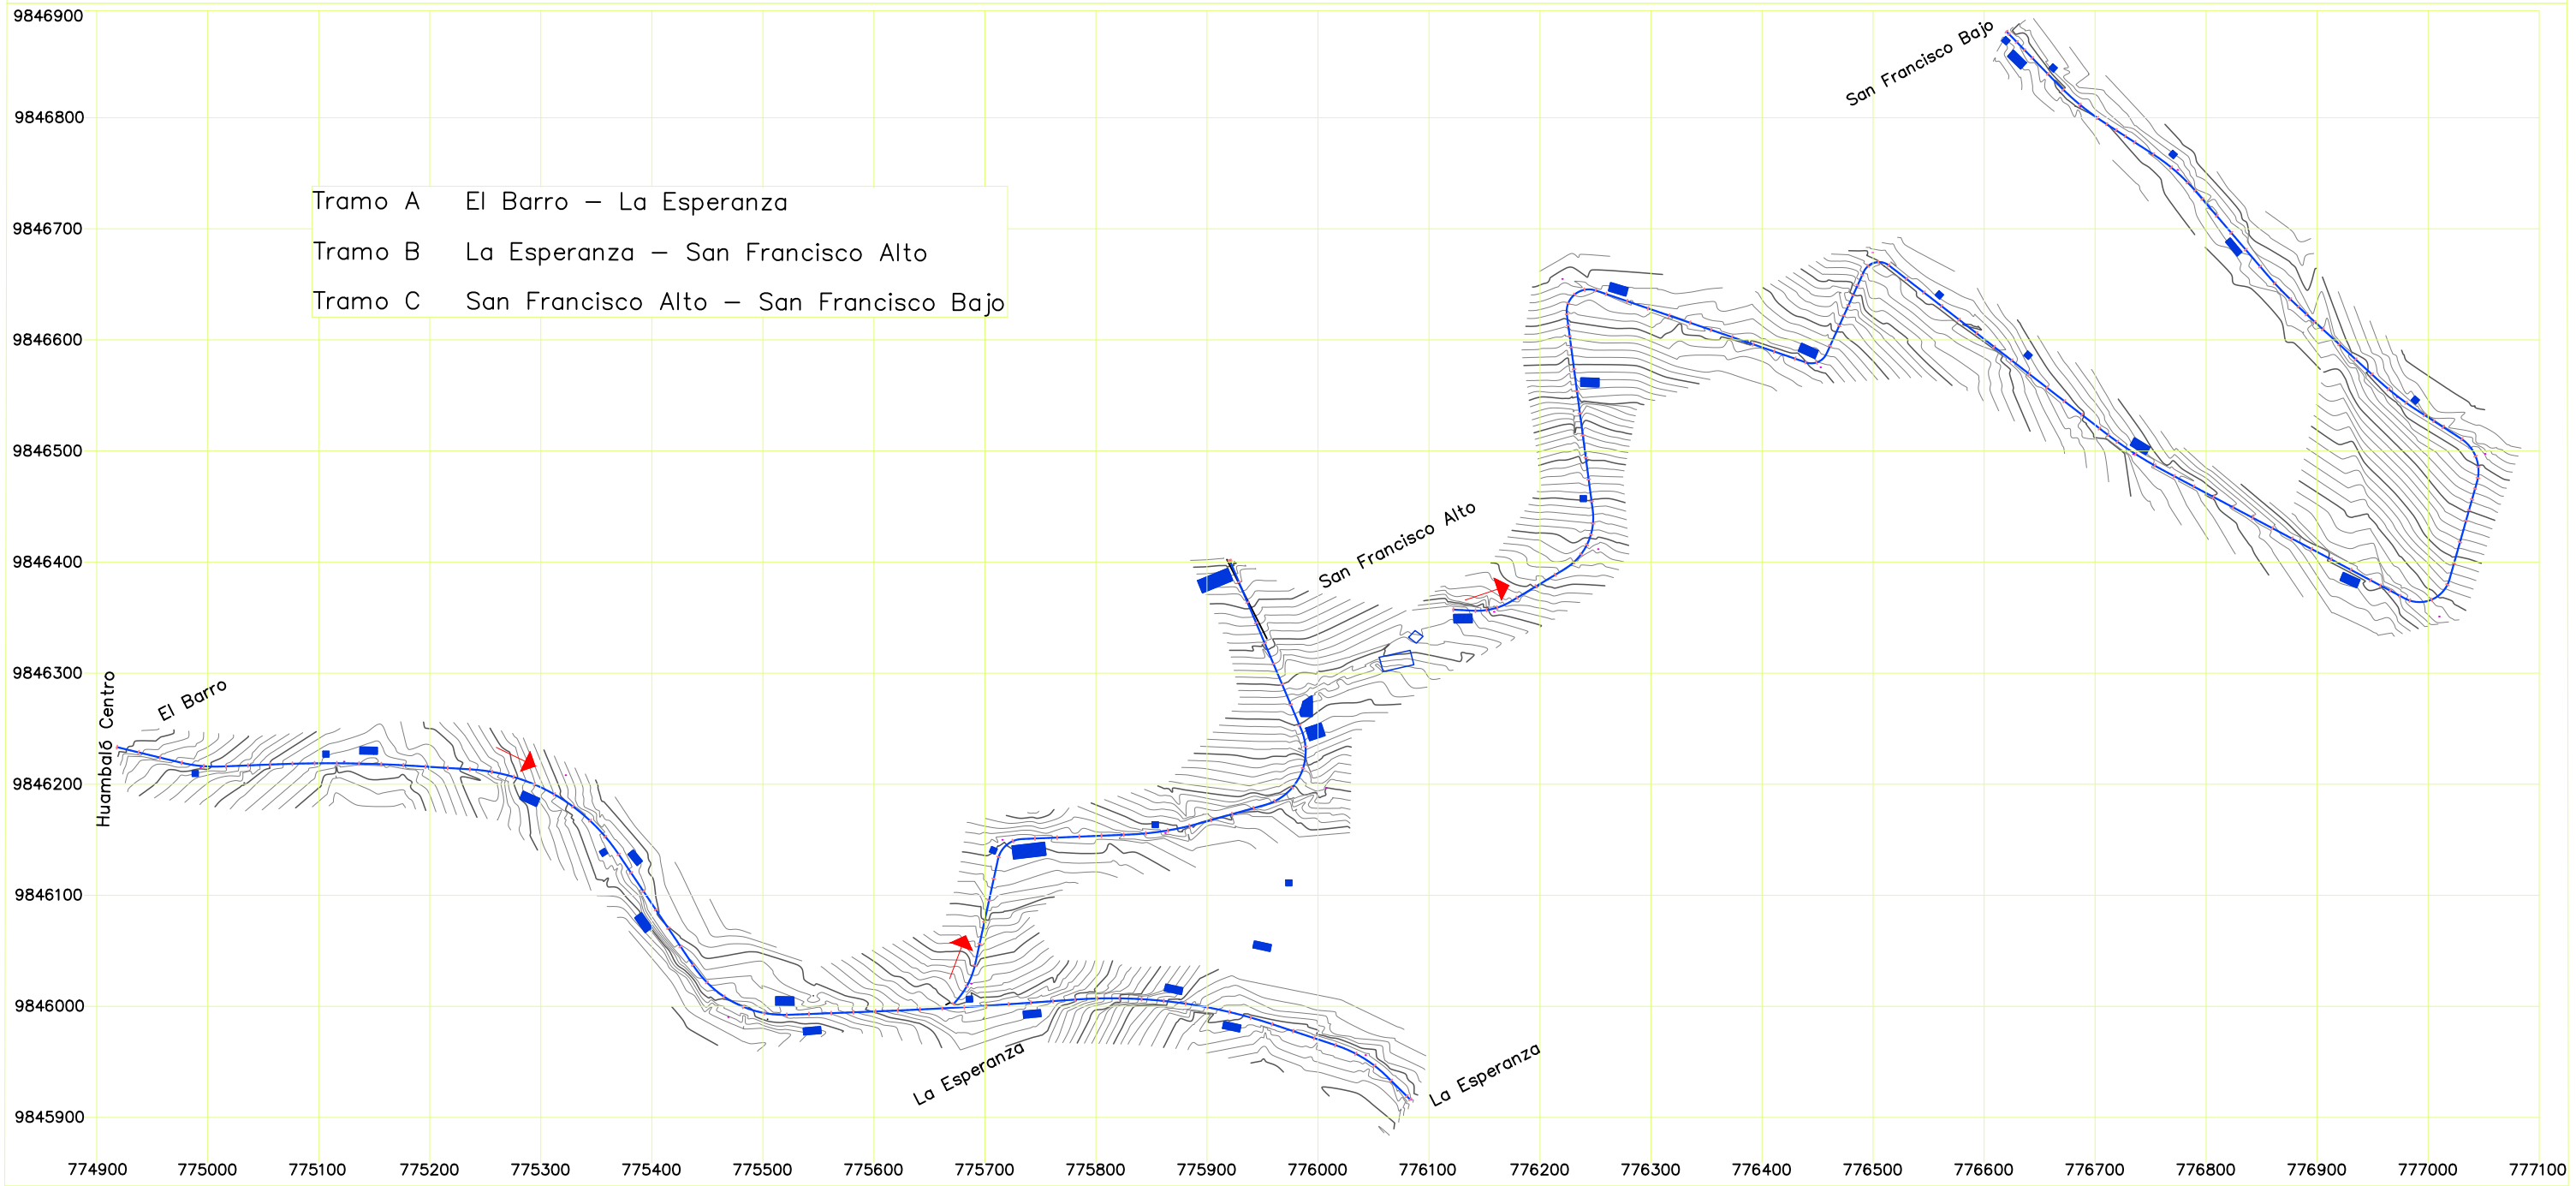 9846900
9846800
9846700
9846600
9846500
9846400
9846300
9846200
9846100
9846000
9845900
Tramo A El Barro – La Esperanza
Tramo B La Esperanza – San Francisco Alto
Tramo C San Francisco Alto – San Francisco Bajo
San Francisco Bajo
San Francisco Alto
El Barro
Huambaló Centro
La Esperanza
La Esperanza
774900 775000 775100 775200 775300 775400 775500 775600 775700 775800 775900 776000 776100 776200 776300 776400 776500 776600 776700 776800 776900 777000 777100